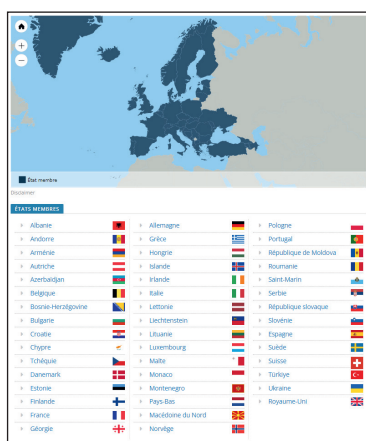 État membre
Disclaimer
ÉTATS MEMBRES
Albanie
Andorre
Arménie
Autriche
Azerbaïdjan
Belgique
Bosnie-Herzégovine
Bulgarie
Croatie
Chypre
Tchéquie
Danemark
Estonie
Finlande
France
Géorgie
Allemagne
Grèce
Hongrie
Islande
Irlande
Italie
Lettonie
Liechtenstein
Lituanie
Luxembourg
Malte
Monaco
Montenegro
Pays-Bas
Macédoine du Nord
Norvège
Pologne
Portugal
République de Moldova
Roumanie
Saint-Marin
Serbie
République slovaque
Slovénie
Espagne
Suède
Suisse
Türkiye
Ukraine
Royaume-Uni